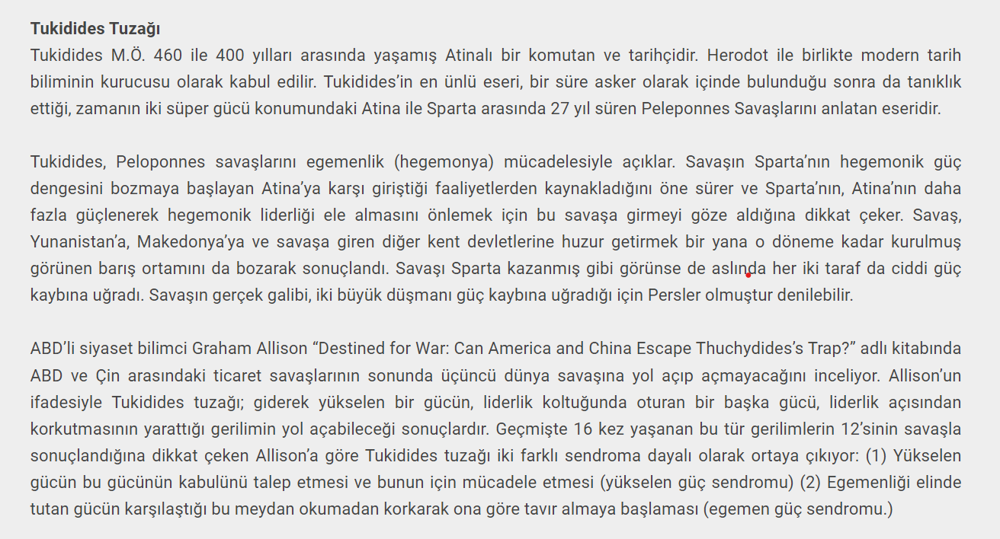 Tukidides Tuzağı
Tukidides M.Ö. 460 ile 400 yılları arasında yaşamış Atinalı bir komutan ve tarihçidir. Herodot ile birlikte modern tarih
biliminin kurucusu olarak kabul edilir. Tukidides’in en ünlü eseri, bir süre asker olarak içinde bulunduğu sonra da tanıklık
ettiği, zamanın iki süper gücü konumundaki Atina ile Sparta arasında 27 yıl süren Peleponnes Savaşlarını anlatan eseridir.
Tukidides, Peloponnes savaşlarını egemenlik (hegemonya) mücadelesiyle açıklar. Savaşın Sparta’nın hegemonik güç
dengesini bozmaya başlayan Atina’ya karşı giriştiği faaliyetlerden kaynakladığını öne sürer ve Sparta’nın, Atina’nın daha
fazla güçlenerek hegemonik liderliği ele almasını önlemek için bu savaşa girmeyi göze aldığına dikkat çeker. Savaş,
Yunanistan’a, Makedonya’ya ve savaşa giren diğer kent devletlerine huzur getirmek bir yana o döneme kadar kurulmuş
görünen barış ortamını da bozarak sonuçlandı. Savaşı Sparta kazanmış gibi görünse de aslında her iki taraf da ciddi güç
kaybına uğradı. Savaşın gerçek galibi, iki büyük düşmanı güç kaybına uğradığı için Persler olmuştur denilebilir.
ABD’li siyaset bilimci Graham Allison “Destined for War: Can America and China Escape Thuchydides’s Trap?” adlı kitabında
ABD ve Çin arasındaki ticaret savaşlarının sonunda üçüncü dünya savaşına yol açıp açmayacağını inceliyor. Allison’un
ifadesiyle Tukidides tuzağı; giderek yükselen bir gücün, liderlik koltuğunda oturan bir başka gücü, liderlik açısından
korkutmasının yarattığı gerilimin yol açabileceği sonuçlardır. Geçmişte 16 kez yaşanan bu tür gerilimlerin 12’sinin savaşla
sonuçlandığına dikkat çeken Allison’a göre Tukidides tuzağı iki farklı sendroma dayalı olarak ortaya çıkıyor: (1) Yükselen
gücün bu gücünün kabulünü talep etmesi ve bunun için mücadele etmesi (yükselen güç sendromu) (2) Egemenliği elinde
tutan gücün karşılaştığı bu meydan okumadan korkarak ona göre tavır almaya başlaması (egemen güç sendromu.)